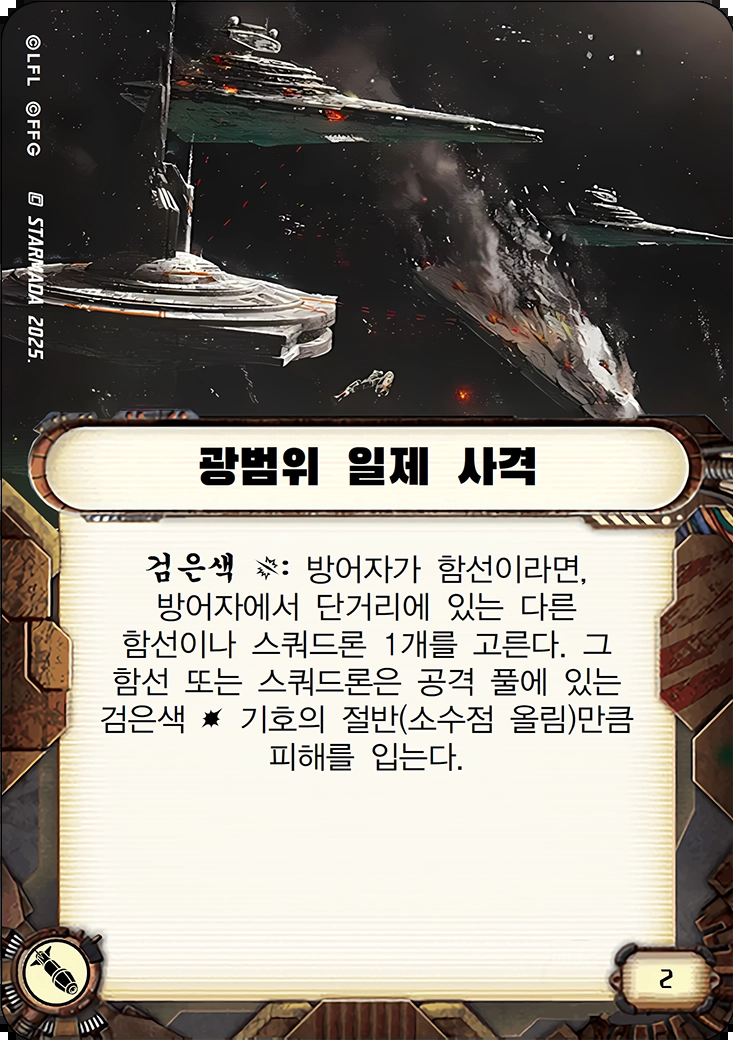 ©LFL ©FFG STARMADA 2025.
광범위 일제 사격
검은색 : 방어자가 함선이라면,
방어자에서 단거리에 있는 다른
함선이나 스쿼드론 1개를 고른다. 그
함선 또는 스쿼드론은 공격 풀에 있는
검은색 기호의 절반(소수점 올림)만큼
피해를 입는다.
2